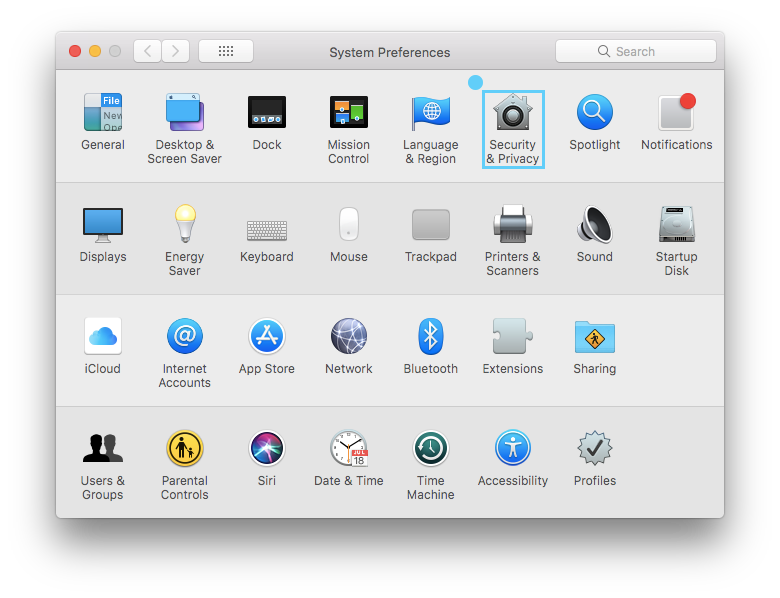 System Preferences
Search
File
New
Ope
General
Desktop &
Screen Saver
Dock
Mission
Control
Language
& Region
Security
& Privacy
Spotlight
Notifications
Displays
Energy
Saver
Keyboard
Mouse
Trackpad
Printers &
Scanners
Sound
Startup
Disk
iCloud
@
Internet
Accounts
App Store
Network
Bluetooth
Extensions
Sharing
JUL
18
Users &
Groups
Parental
Controls
Siri
Date & Time
Time
Machine
Accessibility
Profiles